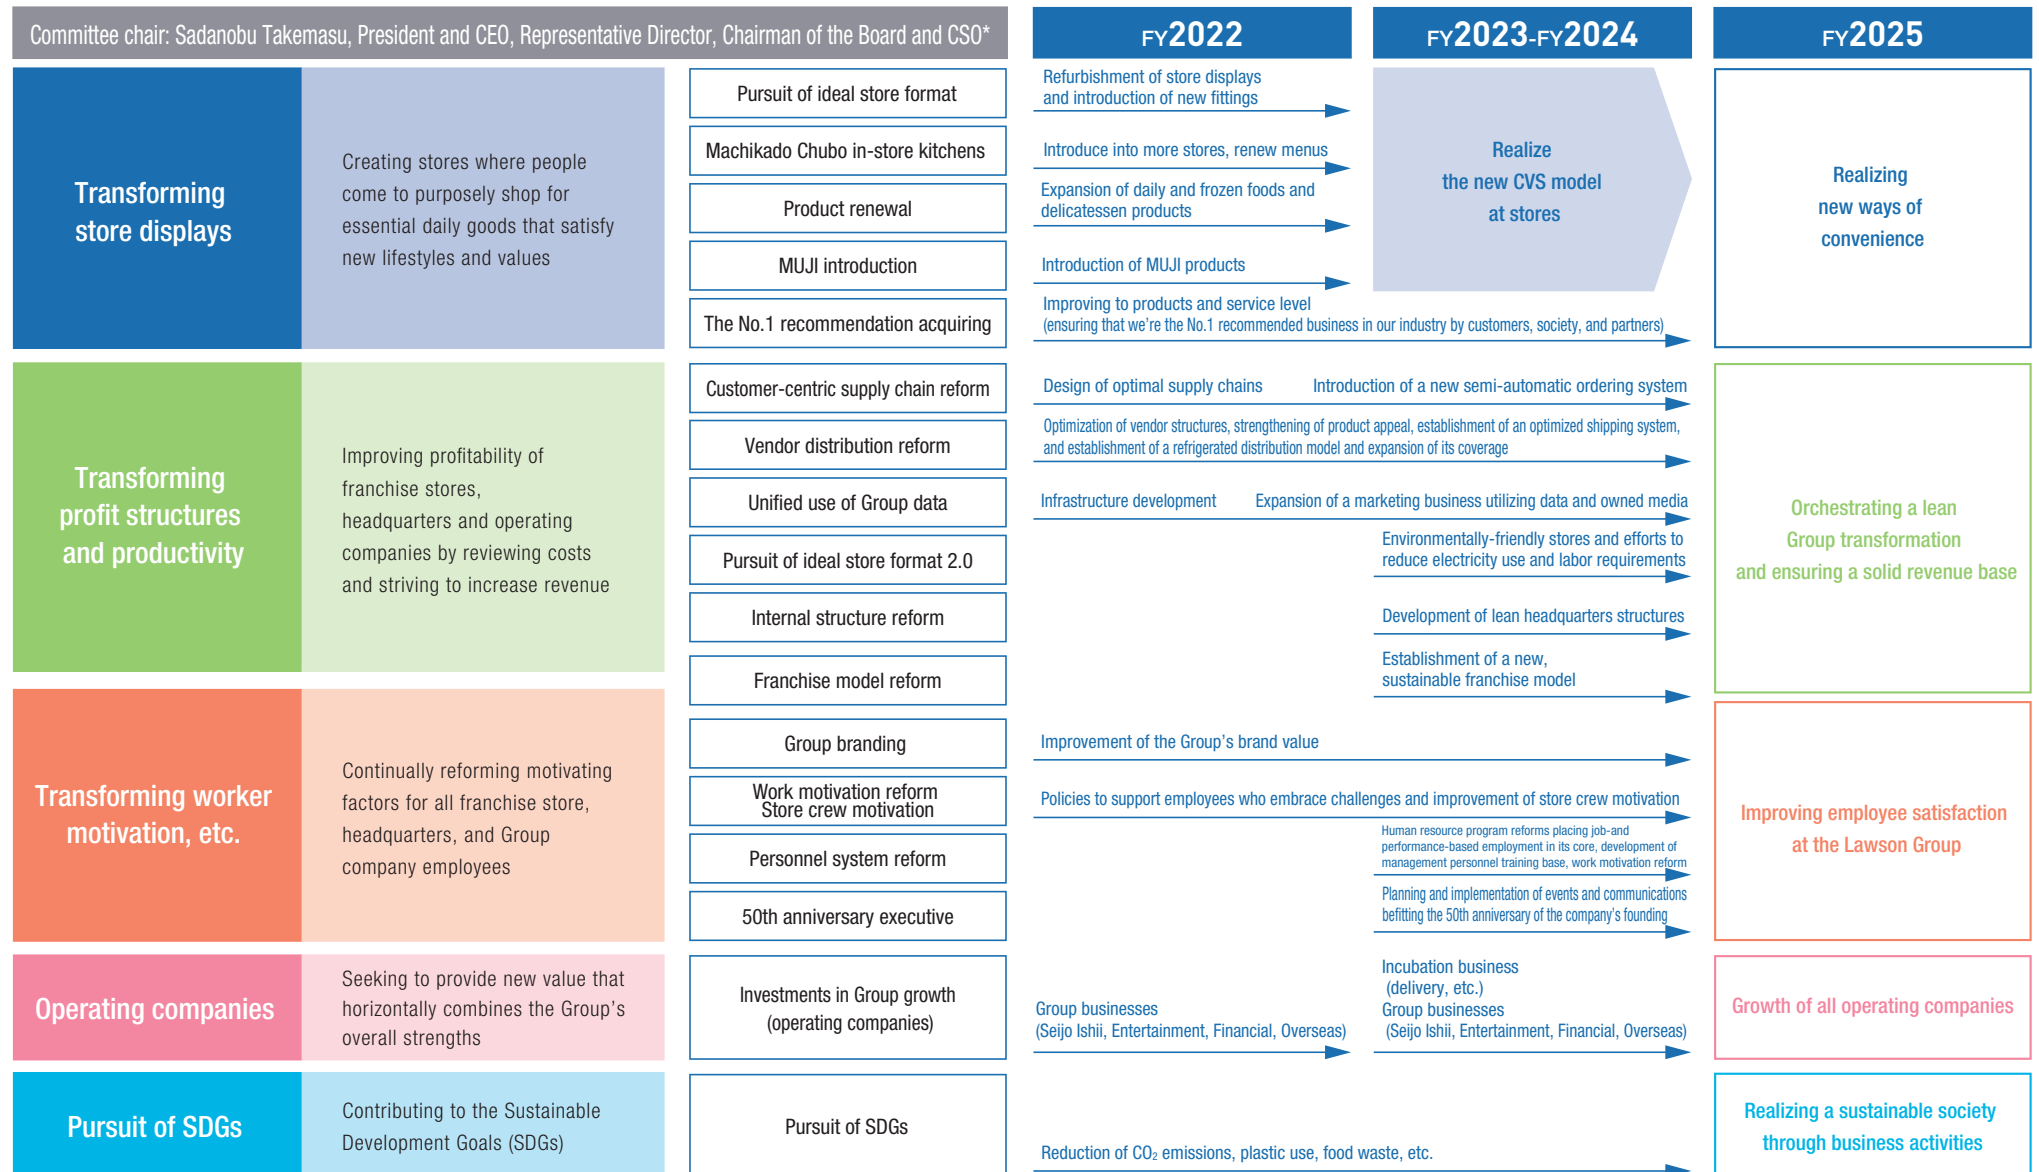 Committee chair: Sadanobu Takemasu, President and CEO, Representative Director, Chairman of the Board and CSO*
FY2022
FY2023-FY2024
FY2025
Transforming
store displays
Creating stores where people
come to purposely shop for
essential daily goods that satisfy
new lifestyles and values
Pursuit of ideal store format
Refurbishment of store displays
and introduction of new fittings
Machikado Chubo in-store kitchens
Introduce into more stores, renew menus
Product renewal
Expansion of daily and frozen foods and
delicatessen products
MUJI introduction
Introduction of MUJI products
The No.1 recommendation acquiring
Improving to products and service level
(ensuring that we're the No.1 recommended business in our industry by customers, society, and partners)
Realize
the new CVS model
at stores
Realizing
new ways of
convenience
Transforming
profit structures
and productivity
Improving profitability of
franchise stores,
headquarters and operating
companies by reviewing costs
and striving to increase revenue
Customer-centric supply chain reform
Design of optimal supply chains
Introduction of a new semi-automatic ordering system
Vendor distribution reform
Optimization of vendor structures, strengthening of product appeal, establishment of an optimized shipping system,
and establishment of a refrigerated distribution model and expansion of its coverage
Unified use of Group data
Infrastructure development
Expansion of a marketing business utilizing data and owned media
Pursuit of ideal store format 2.0
Environmentally-friendly stores and efforts to
reduce electricity use and labor requirements
Internal structure reform
Development of lean headquarters structures
Franchise model reform
Establishment of a new,
sustainable franchise model
Orchestrating a lean
Group transformation
and ensuring a solid revenue base
Transforming worker
motivation, etc.
Continually reforming motivating
factors for all franchise store,
headquarters, and Group
company employees
Group branding
Improvement of the Group's brand value
Work motivation reform
Store crew motivation
Policies to support employees who embrace challenges and improvement of store crew motivation
Personnel system reform
Human resource program reforms placing job-and
performance-based employment in its core, development of
management personnel training base, work motivation reform
50th anniversary executive
Planning and implementation of events and communications
befitting the 50th anniversary of the company's founding
Improving employee satisfaction
at the Lawson Group
Operating companies
Seeking to provide new value that
horizontally combines the Group's
overall strengths
Investments in Group growth
(operating companies)
Group businesses
(Seijo Ishii, Entertainment, Financial, Overseas)
Incubation business
(delivery, etc.)
Group businesses
(Seijo Ishii, Entertainment, Financial, Overseas)
Growth of all operating companies
Pursuit of SDGs
Contributing to the Sustainable
Development Goals (SDGs)
Pursuit of SDGs
Reduction of CO₂ emissions, plastic use, food waste, etc.
Realizing a sustainable society
through business activities